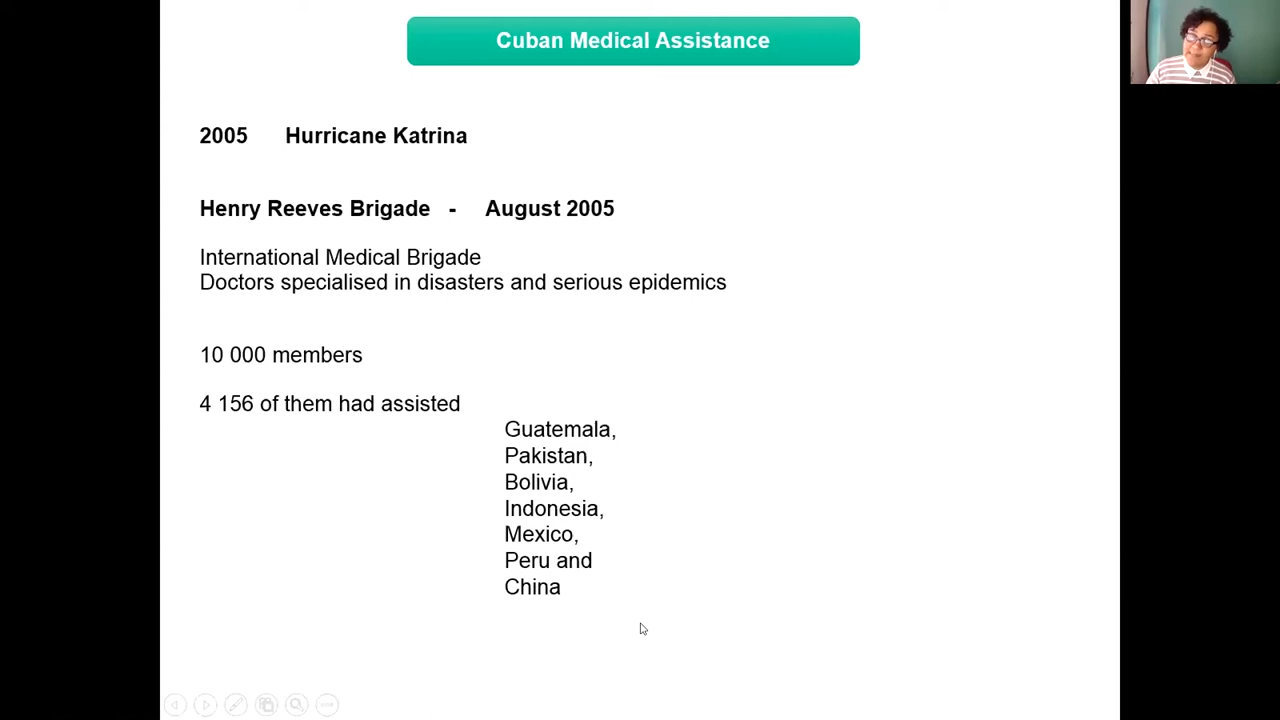 Cuban Medical Assistance
2005 Hurricane Katrina
Henry Reeves Brigade - August 2005
International Medical Brigade
Doctors specialised in disasters and serious epidemics
10 000 members
4 156 of them had assisted
Guatemala,
Pakistan,
Bolivia,
Indonesia,
Mexico,
Peru and
China